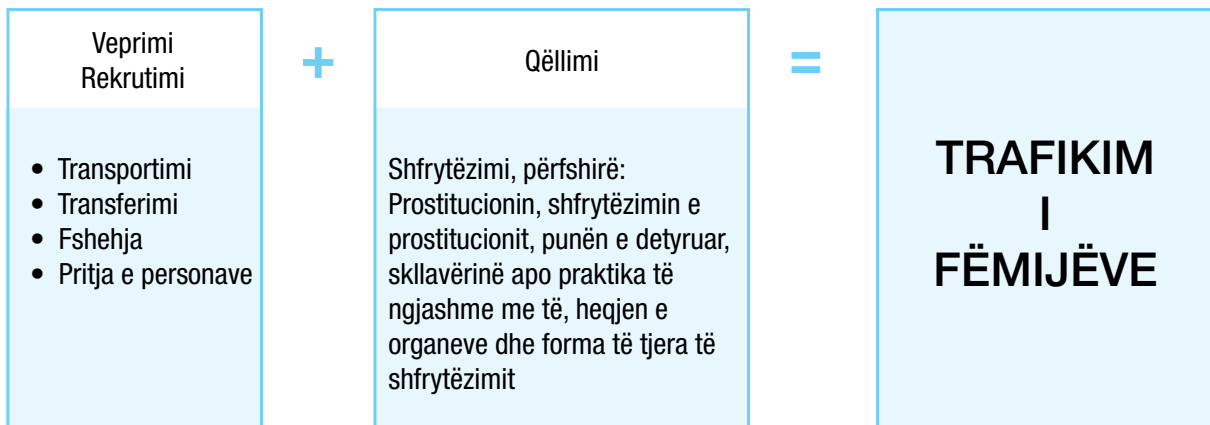 Veprimi
Rekrutimi
• Transportimi
• Transferimi
• Fshehja
• Pritja e personave
+
Qëllimi
Shfrytëzimi, përfshirë:
Prostitucionin, shfrytëzimin e
prostitucionit, punën e detyruar,
skllavërinë apo praktika të
ngjashme me të, heqjen e
organeve dhe forma të tjera të
shfrytëzimit
=
TRAFIKIM
I
FËMIJËVE